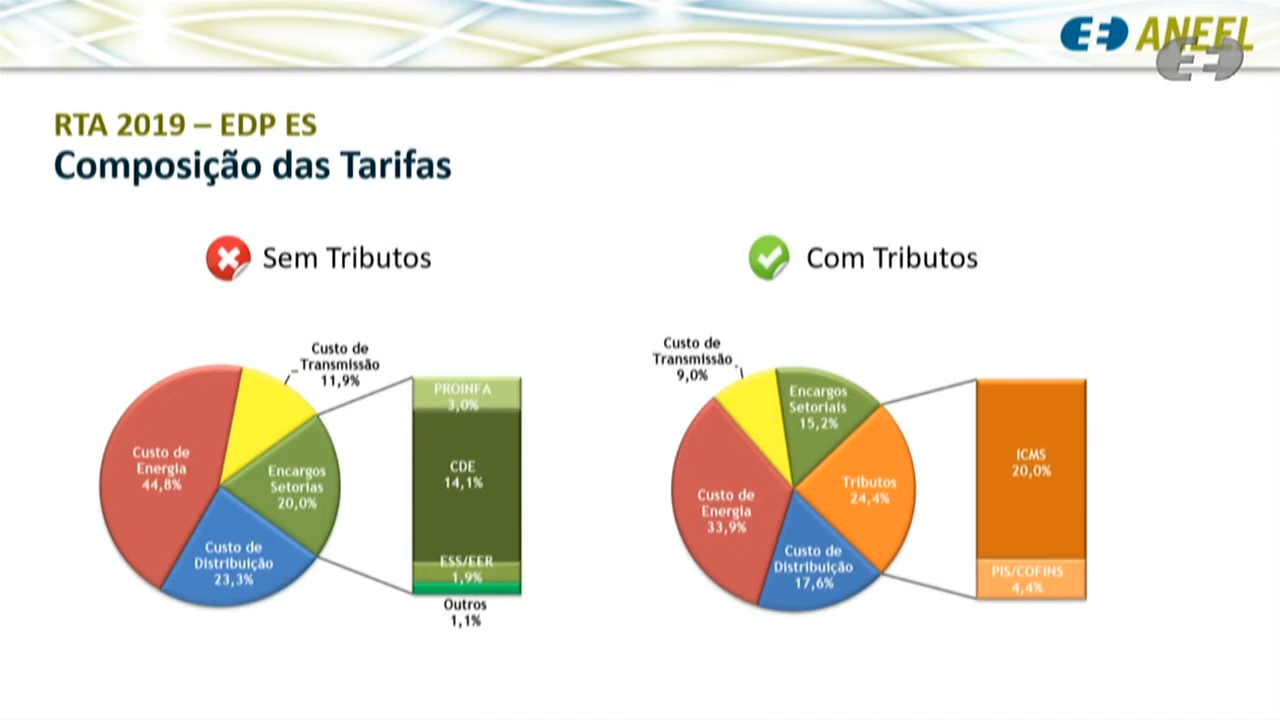 ANEEL
RTA 2019 – EDP ES
Composição das Tarifas
Sem Tributos
Custo de
Transmissão
11,9%
Custo de
Energia
44,8%
Encargos
Setorias
20,0%
Custo de
Distribuição
23,3%
PROINFA
3,0%
CDE
14,1%
ESS/EER
1,9%
Outros
1,1%
Com Tributos
Custo de
Transmissão
9,0%
Encargos
Setoriais
15,2%
Tributos
24,4%
Custo de
Energia
33,9%
Custo de
Distribuição
17,6%
ICMS
20,0%
PIS/COFINS
4,4%